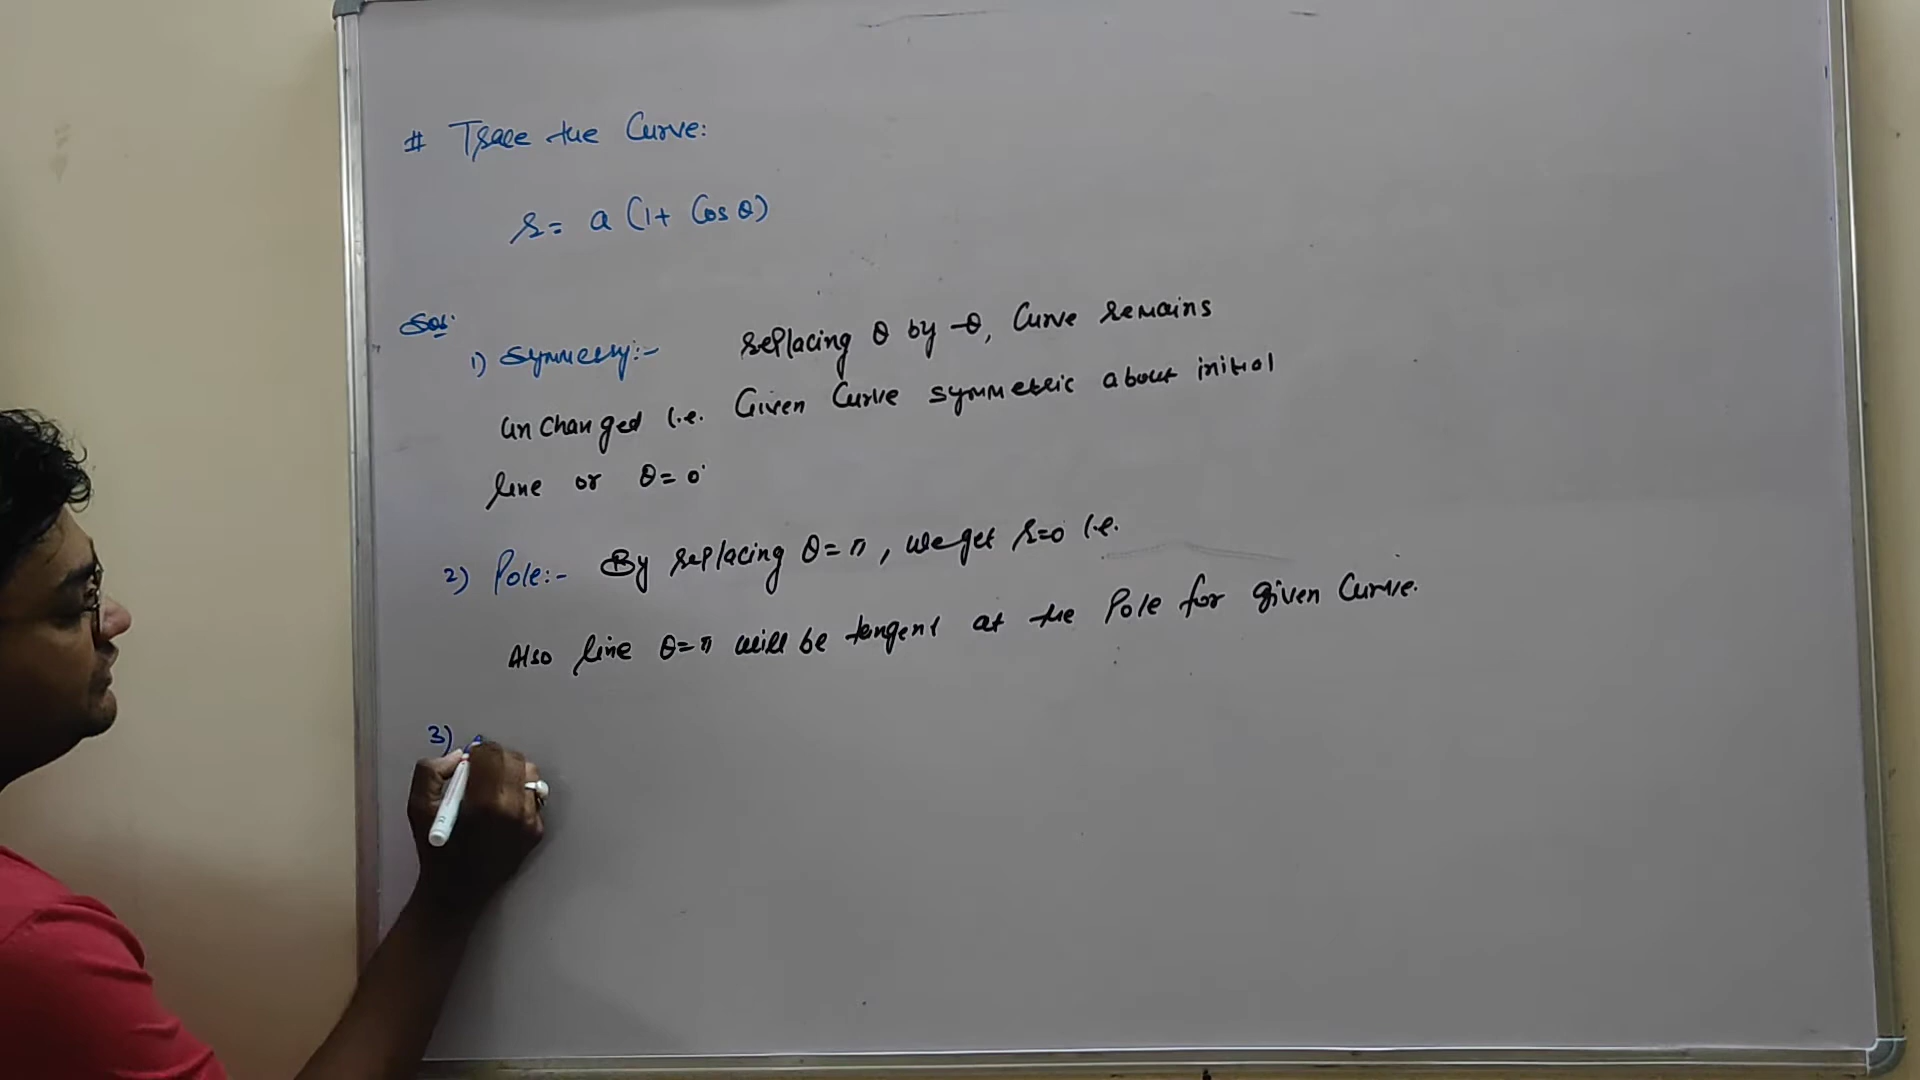 # Trace the Curve:
r = a (1 + Cos θ)
Sol.
1) Symmetry:- replacing θ by -θ, Curve remains
unchanged i.e. Given Curve symmetric about initial
line or θ = 0
2) Pole:- By replacing θ = π, we get r=0 i.e.
Also line θ = π will be tangent at the Pole for given Curve.
3)